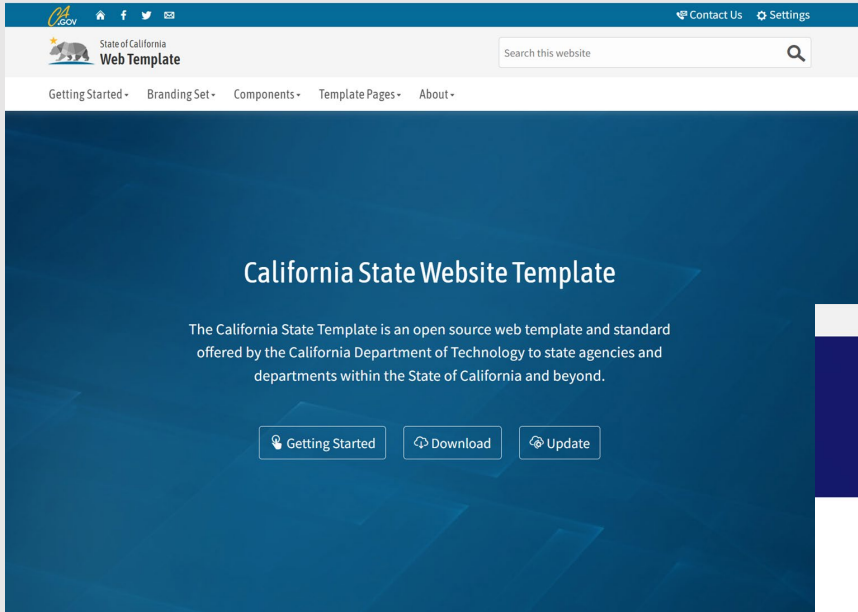 CA.GOV
Contact Us Settings
State of California
Web Template
Search this website
Getting Started Branding Set Components Template Pages About
California State Website Template
The California State Template is an open source web template and standard
offered by the California Department of Technology to state agencies and
departments within the State of California and beyond.
Getting Started Download Update